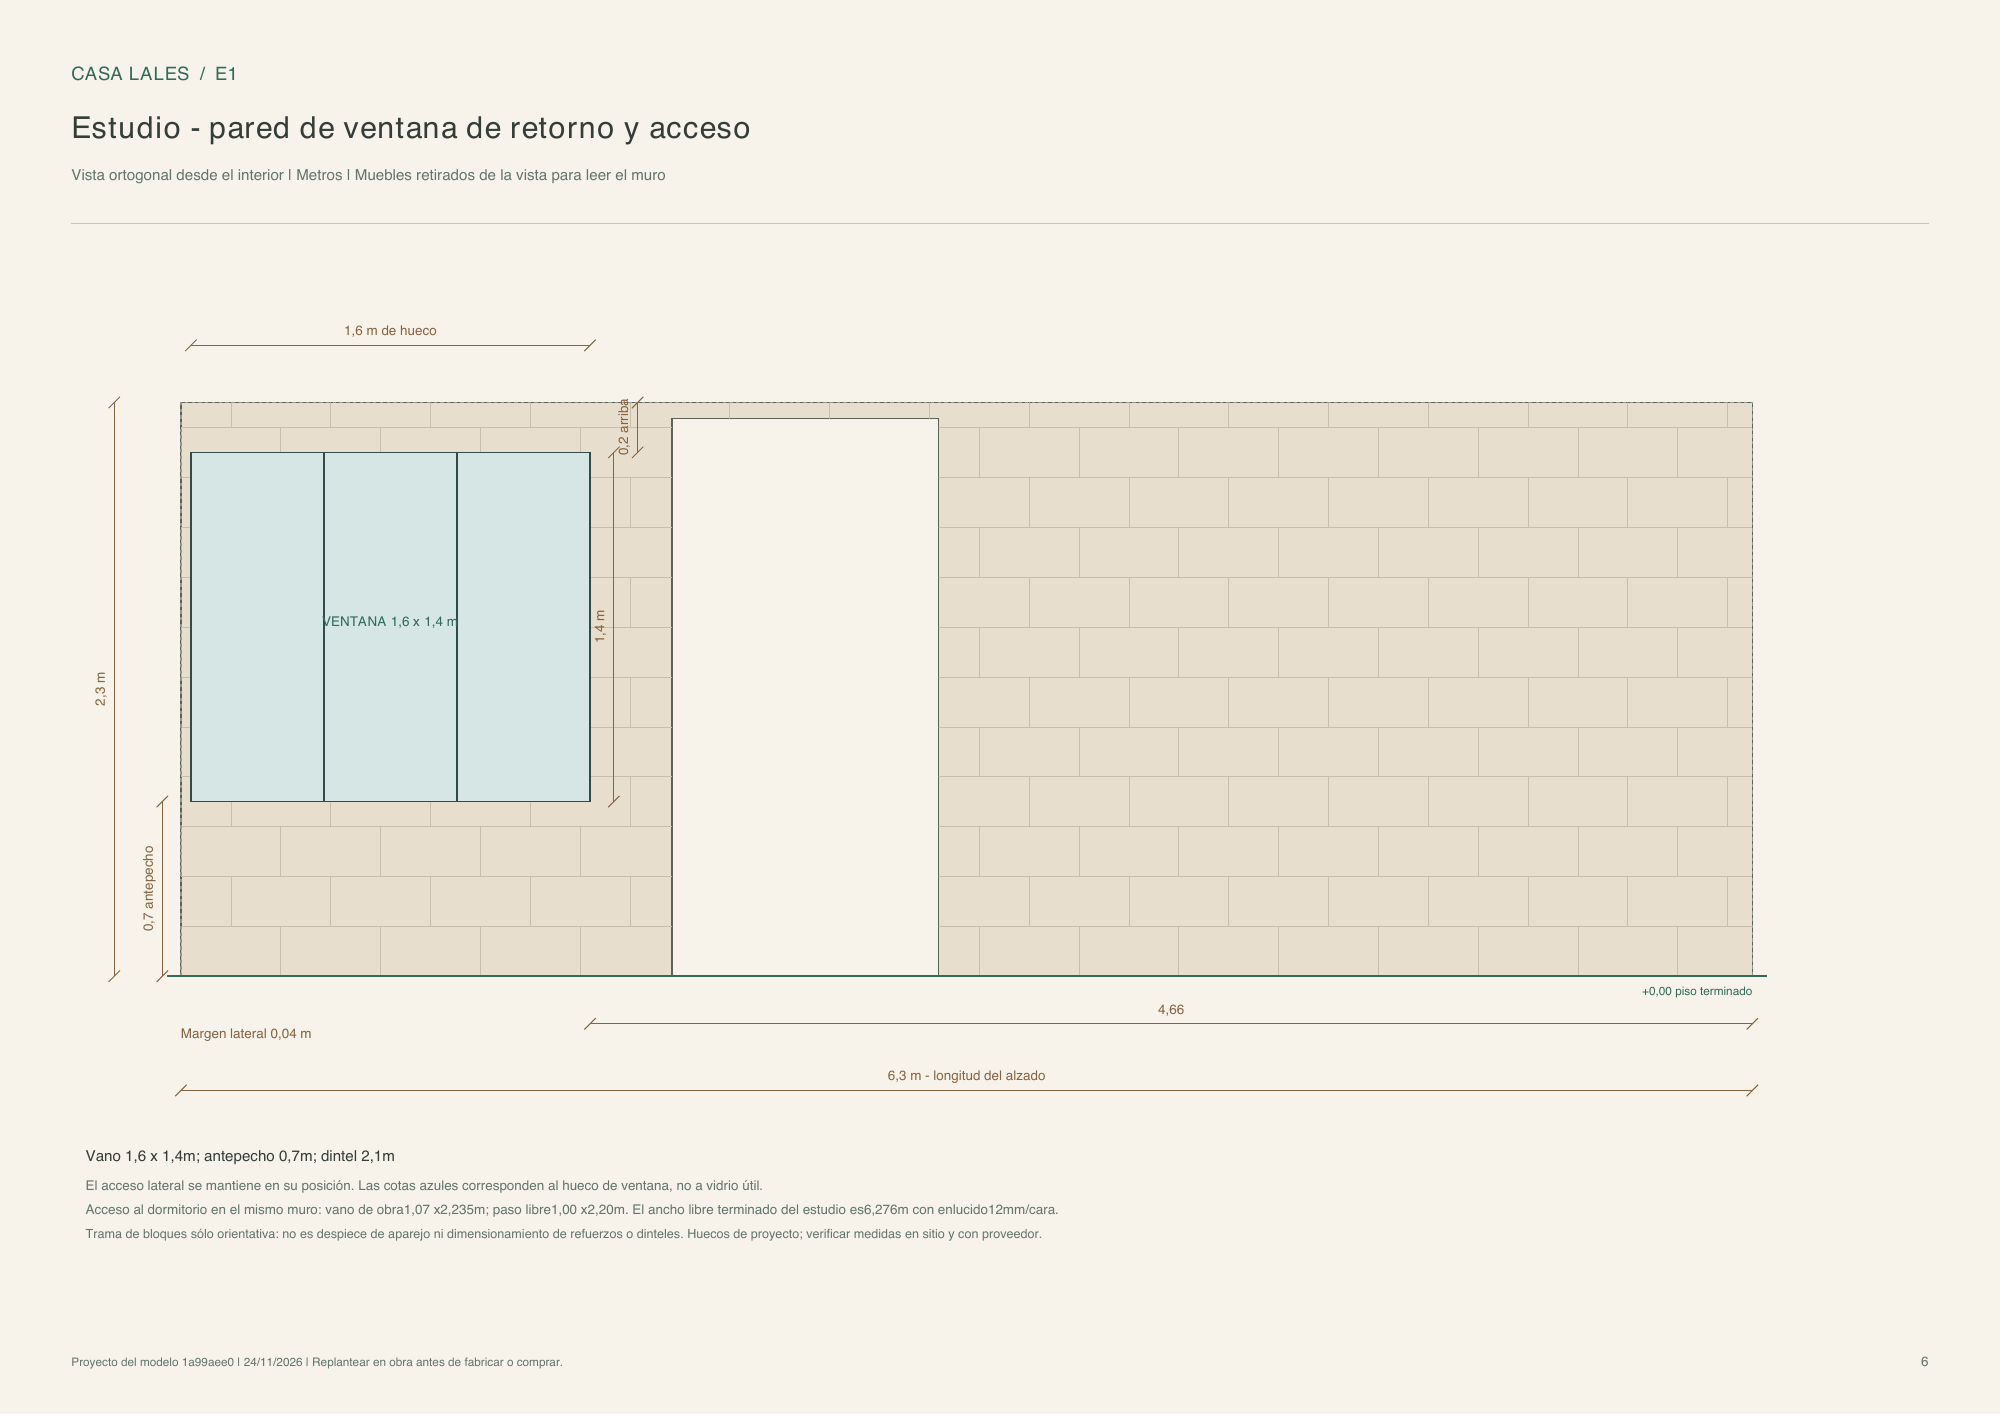 CASA LALES / E1
Estudio - pared de ventana de retorno y acceso
Vista ortogonal desde el interior | Metros | Muebles retirados de la vista para leer el muro
1,6 m de hueco
0,2 arriba
VENTANA 1,6 x 1,4 m
1,4 m
2,3 m
0,7 antepecho
+0,00 piso terminado
4,66
Margen lateral 0,04 m
6,3 m - longitud del alzado
Vano 1,6 x 1,4m; antepecho 0,7m; dintel 2,1m
El acceso lateral se mantiene en su posición. Las cotas azules corresponden al hueco de ventana, no a vidrio útil.
Acceso al dormitorio en el mismo muro: vano de obra1,07 x2,235m; paso libre1,00 x2,20m. El ancho libre terminado del estudio es6,276m con enlucido12mm/cara.
Trama de bloques sólo orientativa: no es despiece de aparejo ni dimensionamiento de refuerzos o dinteles. Huecos de proyecto; verificar medidas en sitio y con proveedor.
Proyecto del modelo 1a99aee0 | 24/11/2026 | Replantear en obra antes de fabricar o comprar.
6